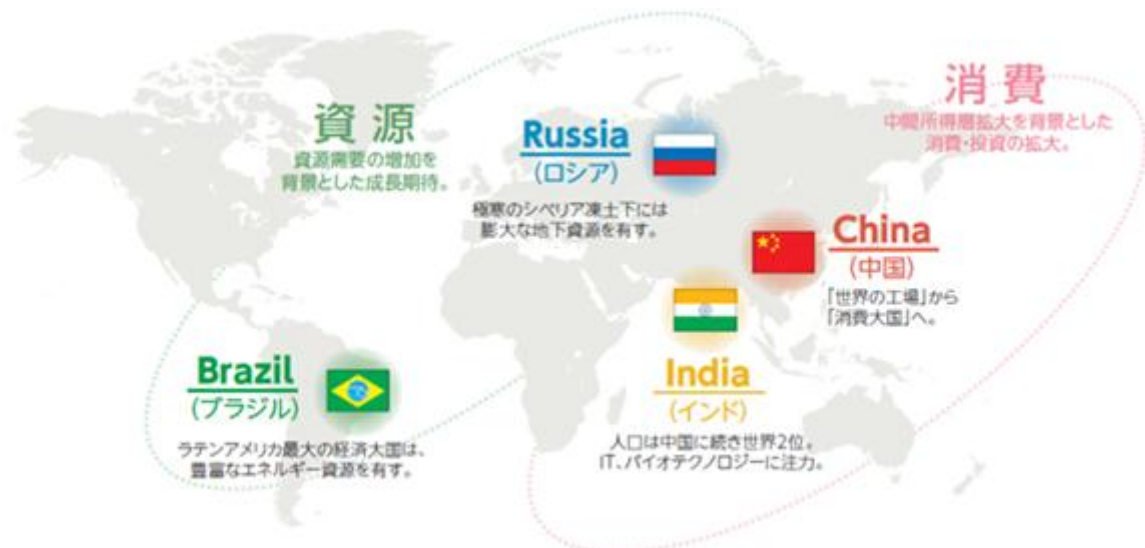 資源
資源需要の増加を
背景とした成長期待。
消費
中間所得層拡大を背景とした
消費・投資の拡大。
Russia
(ロシア)
極寒のシベリア凍土下には
膨大な地下資源を有す。
China
(中国)
「世界の工場」から
「消費大国」へ。
Brazil
(ブラジル)
ラテンアメリカ最大の経済大国は、
豊富なエネルギー資源を有す。
India
(インド)
人口は中国に続き世界2位。
IT、バイオテクノロジーに注力。